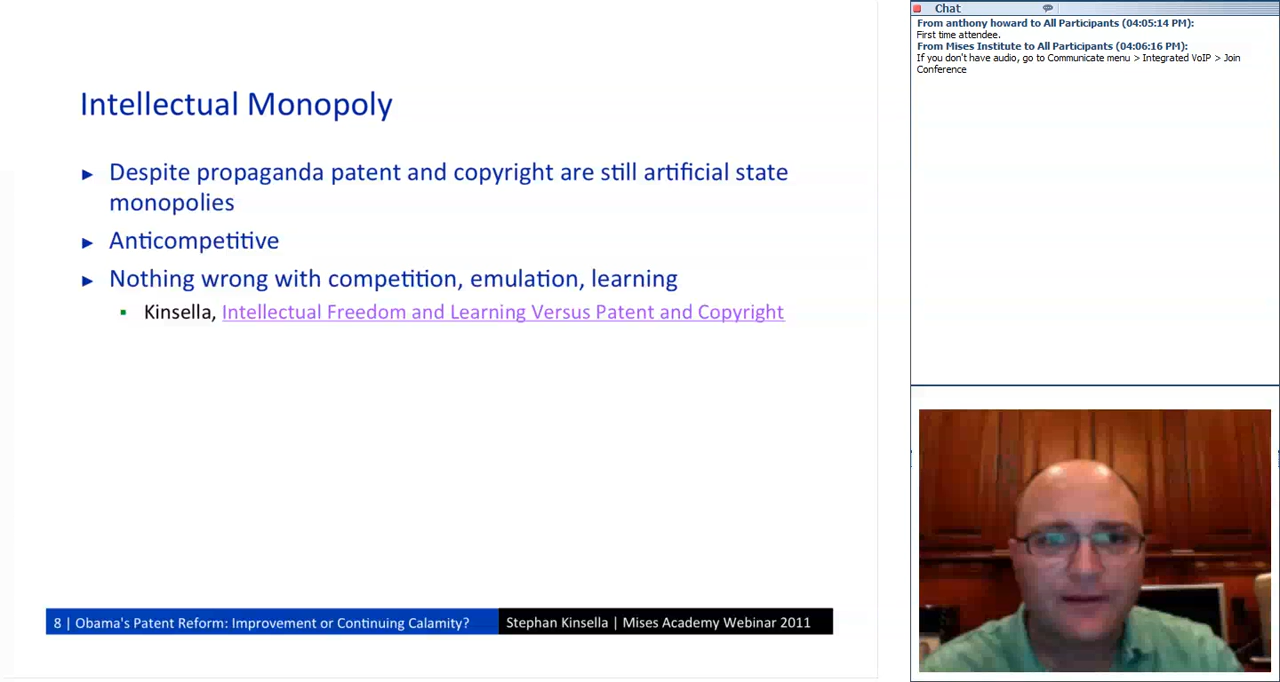 Intellectual Monopoly
► Despite propaganda patent and copyright are still artificial state
monopolies
► Anticompetitive
► Nothing wrong with competition, emulation, learning
▪ Kinsella, Intellectual Freedom and Learning Versus Patent and Copyright
8 | Obama's Patent Reform: Improvement or Continuing Calamity?
Stephan Kinsella | Mises Academy Webinar 2011
Chat
From anthony howard to All Participants (04:05:14 PM):
First time attendee.
From Mises Institute to All Participants (04:06:16 PM):
If you don't have audio, go to Communicate menu > Integrated VoIP > Join
Conference